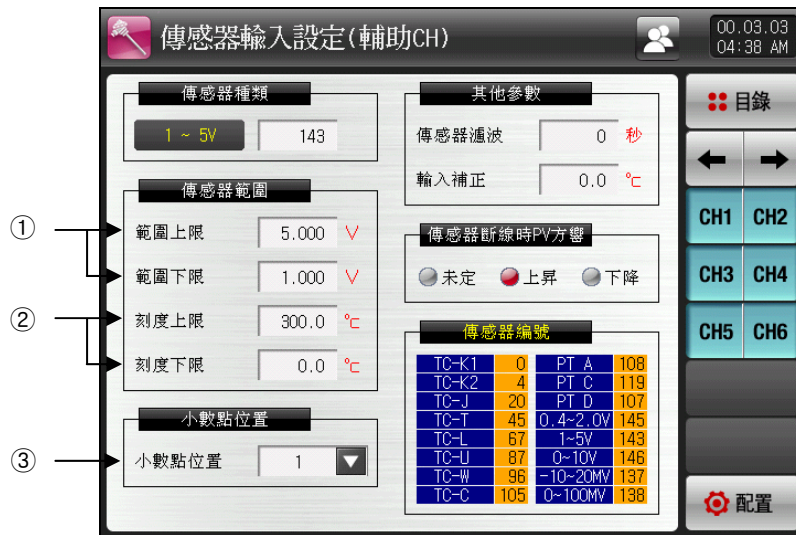 傳感器輸入設定(輔助CH)
00.03.03
04:38 AM
傳感器種類
1 ~ 5V 143
傳感器範圍
① 範圍上限 5.000 V
範圍下限 1.000 V
② 刻度上限 300.0 ℃
刻度下限 0.0 ℃
小數點位置
③ 小數點位置 1
其他參數
傳感器濾波 0 秒
輸入補正 0.0 ℃
傳感器斷線時PV方響
未定 上昇 下降
傳感器編號
TC-K1 0 PT A 108
TC-K2 4 PT C 119
TC-J 20 PT D 107
TC-T 45 0.4~2.0V 145
TC-L 67 1~5V 143
TC-U 87 0~10V 146
TC-W 96 -10~20MV 137
TC-C 105 0~100MV 138
目錄
CH1 CH2
CH3 CH4
CH5 CH6
配置